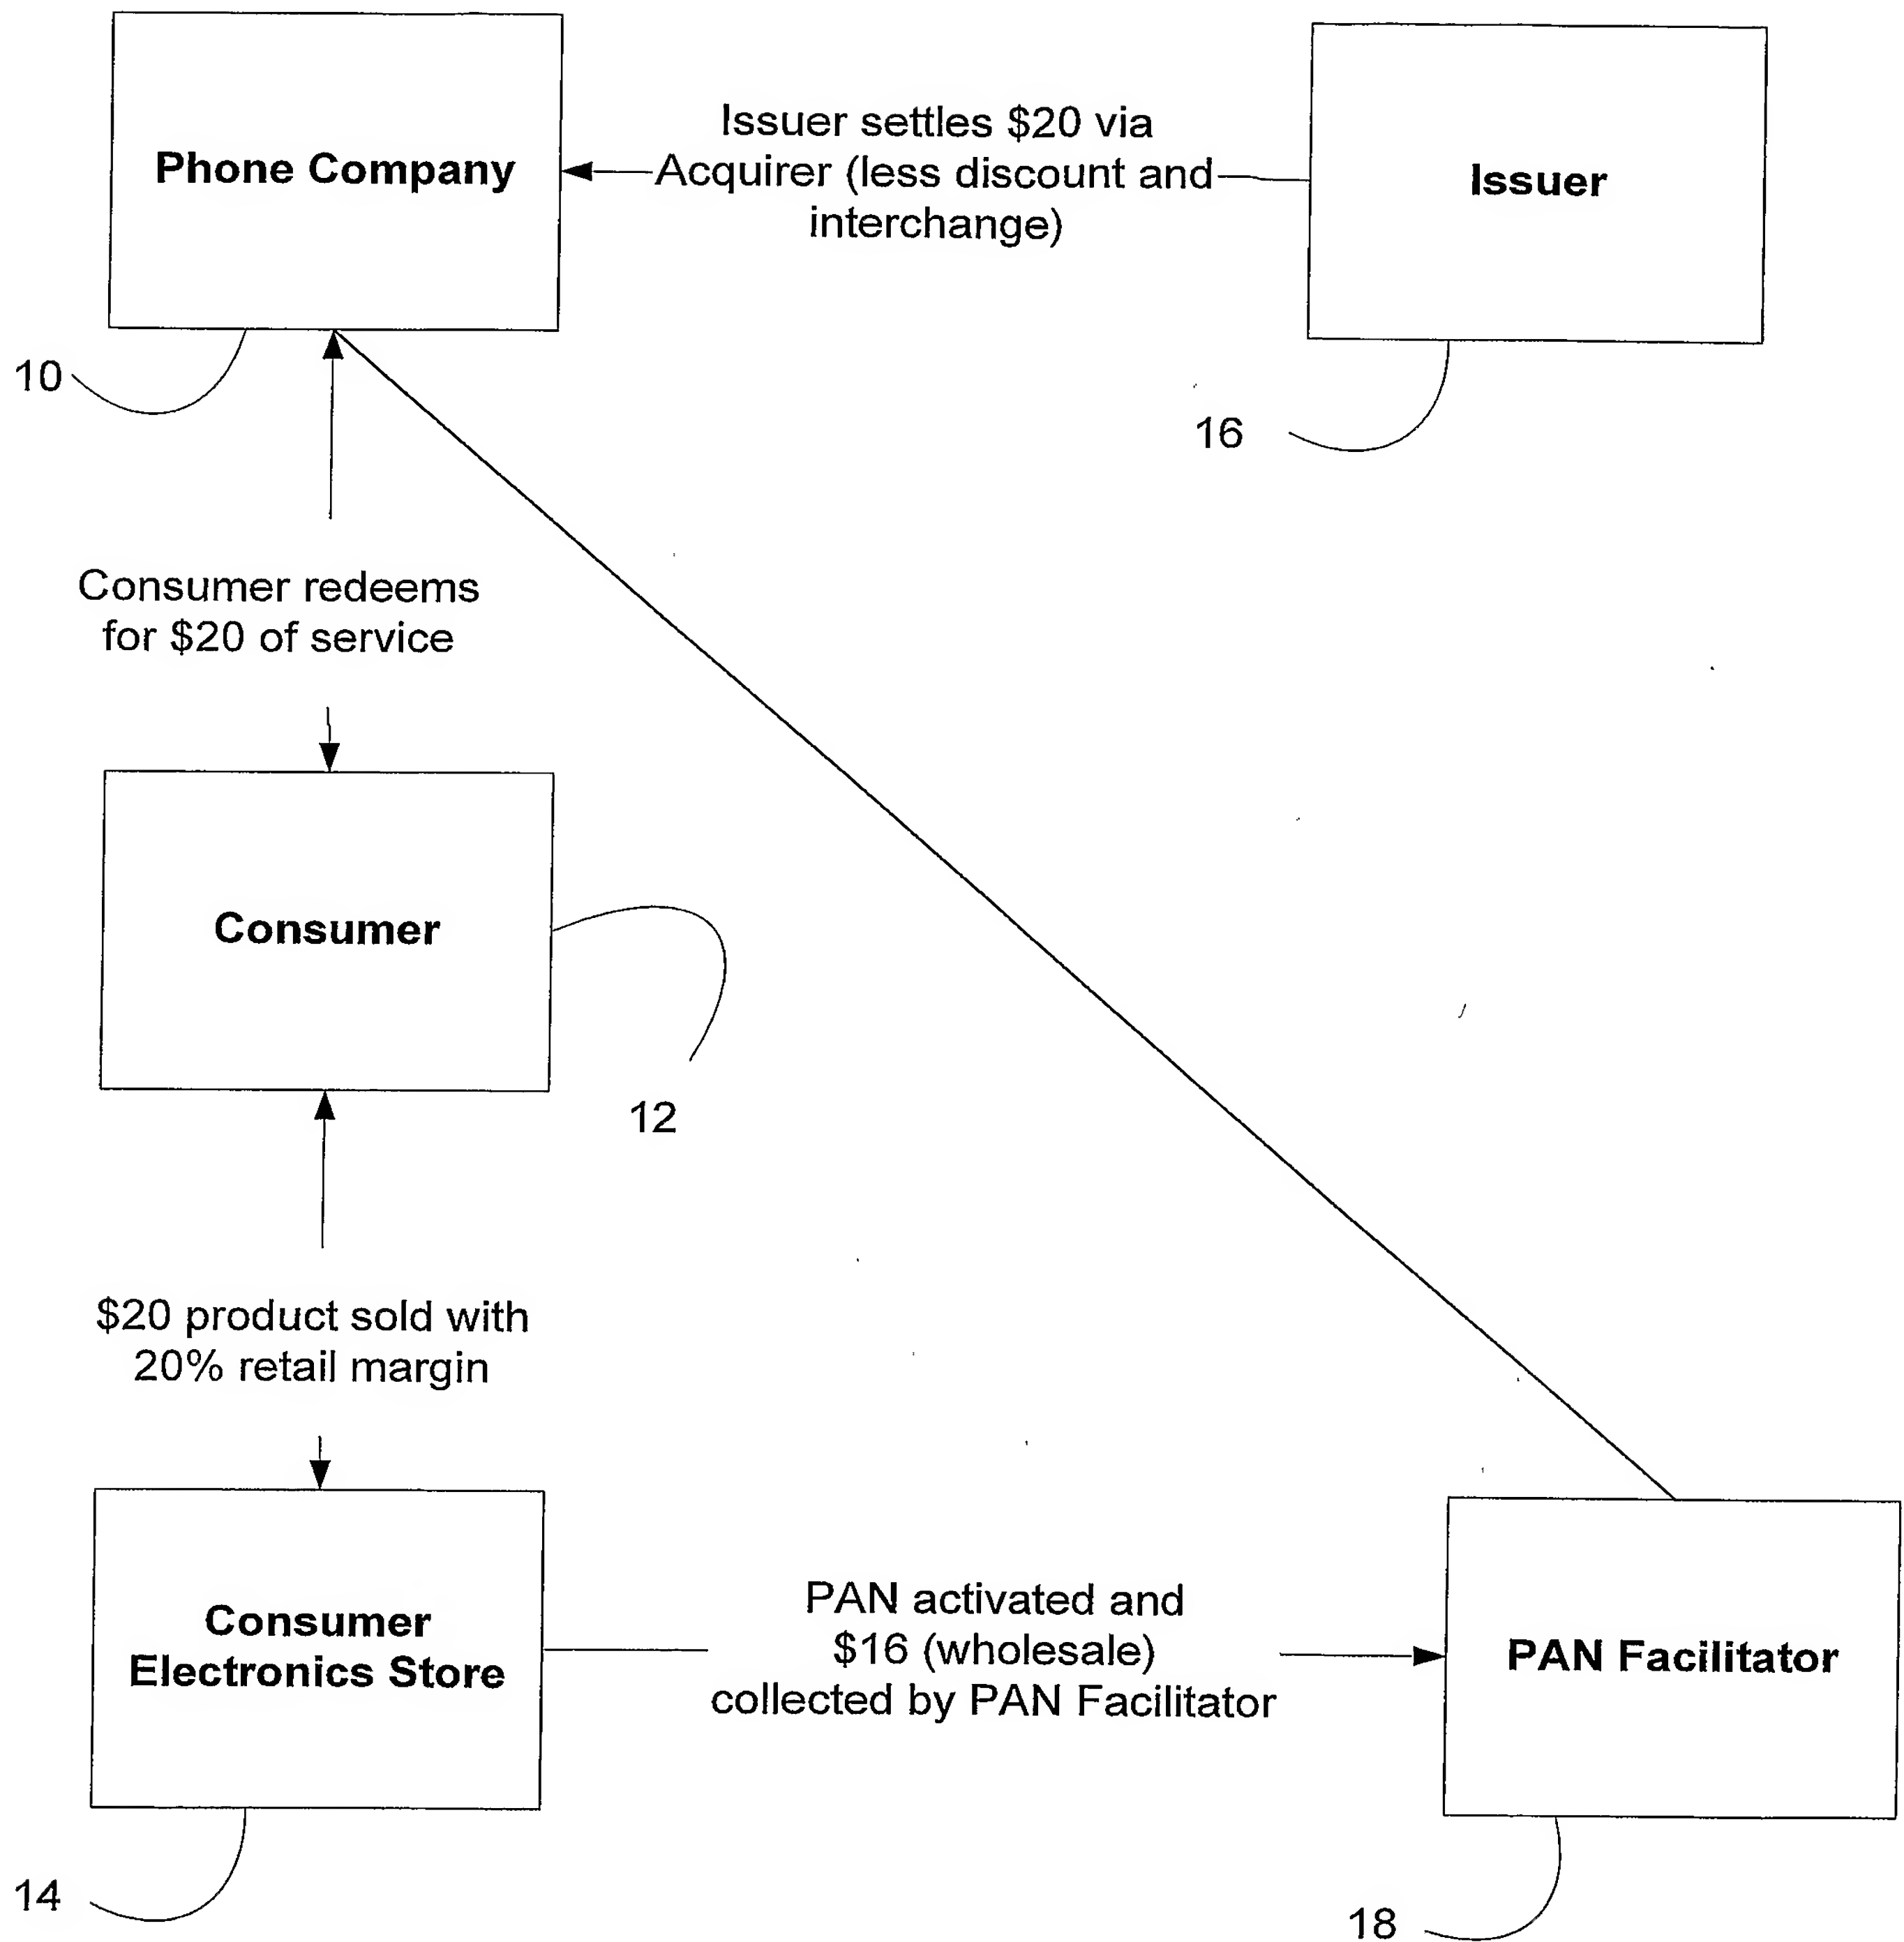 Phone Company
Issuer settles $20 via
Acquirer (less discount and
interchange)
Issuer
10
16
Consumer redeems
for $20 of service
Consumer
12
$20 product sold with
20% retail margin
Consumer
Electronics Store
PAN activated and
$16 (wholesale)
collected by PAN Facilitator
PAN Facilitator
14
18